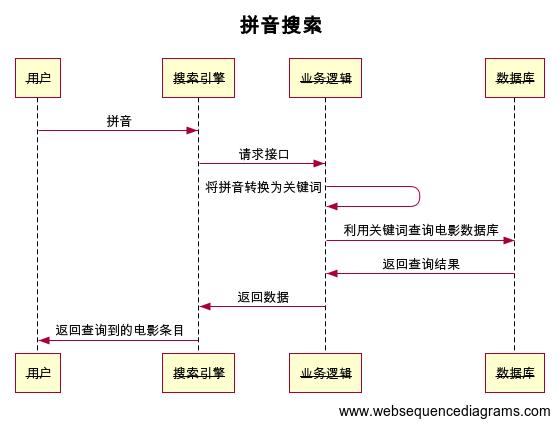 拼音搜索
用户 搜索引擎 业务逻辑 数据库
拼音
请求接口
将拼音转换为关键词
利用关键词查询电影数据库
返回查询结果
返回数据
返回查询到的电影条目
用户 搜索引擎 业务逻辑 数据库
www.websequencediagrams.com